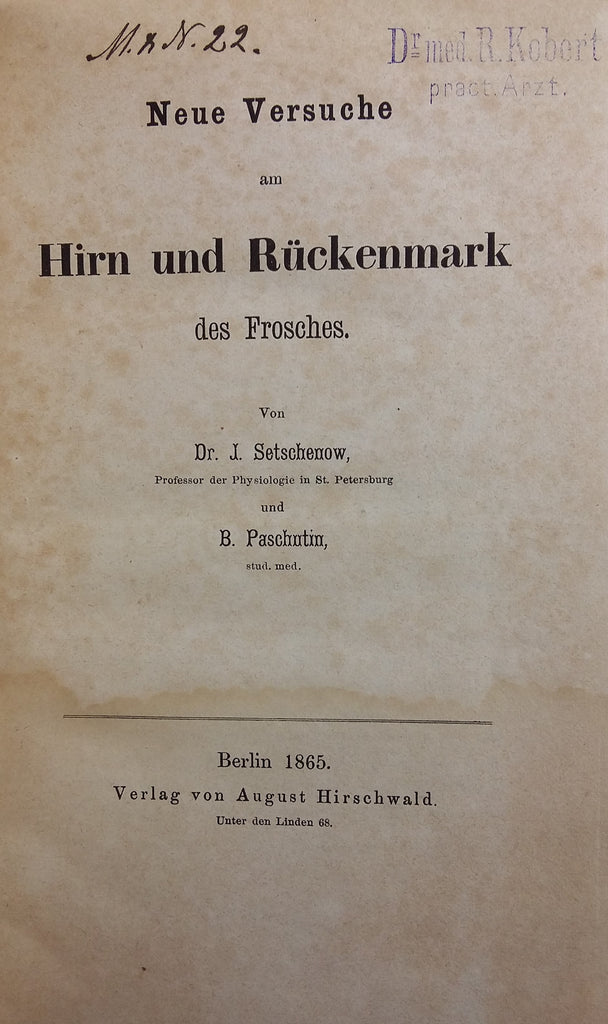 M. & N. 22.
Dr med. R. Kobert
pract. Arzt.
Neue Versuche
am
Hirn und Rückenmark
des Frosches.
Von
Dr. J. Setschenow,
Professor der Physiologie in St. Petersburg
und
B. Paschutin,
stud. med.
Berlin 1865.
Verlag von August Hirschwald.
Unter den Linden 68.